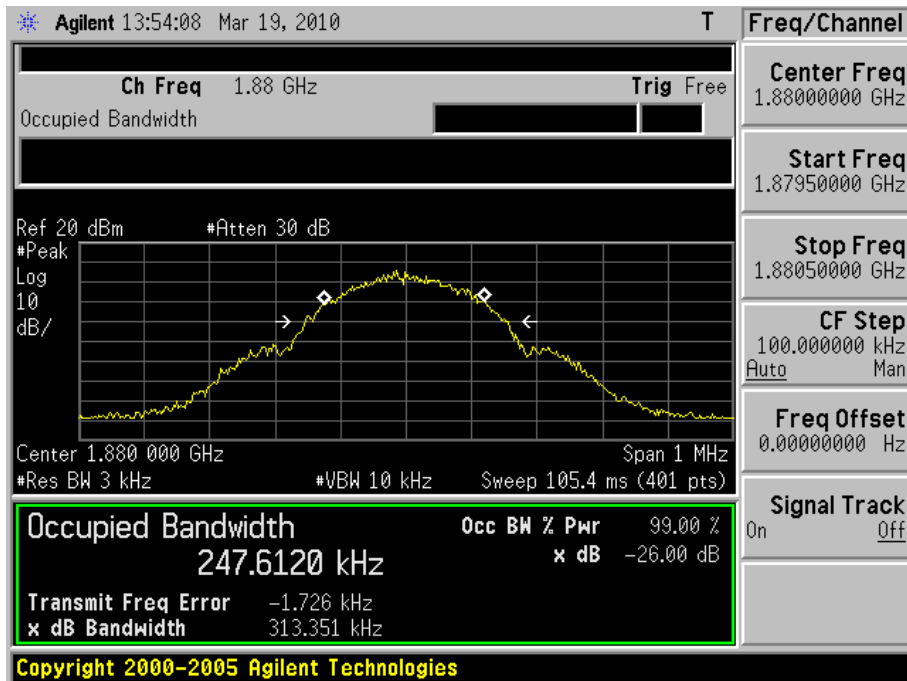 Agilent 13:54:08 Mar 19, 2010 T
Freq/Channel
Ch Freq 1.88 GHz Trig Free
Occupied Bandwidth
Center Freq
1.88000000 GHz
Start Freq
1.87950000 GHz
Stop Freq
1.88050000 GHz
CF Step
100.000000 kHz
Auto Man
Freq Offset
0.00000000 Hz
Signal Track
On Off
Ref 20 dBm #Atten 30 dB
#Peak
Log
10
dB/
Center 1.880 000 GHz Span 1 MHz
#Res BW 3 kHz #VBW 10 kHz Sweep 105.4 ms (401 pts)
Occupied Bandwidth
247.6120 kHz
Occ BW % Pwr 99.00 %
x dB -26.00 dB
Transmit Freq Error -1.726 kHz
x dB Bandwidth 313.351 kHz
Copyright 2000-2005 Agilent Technologies